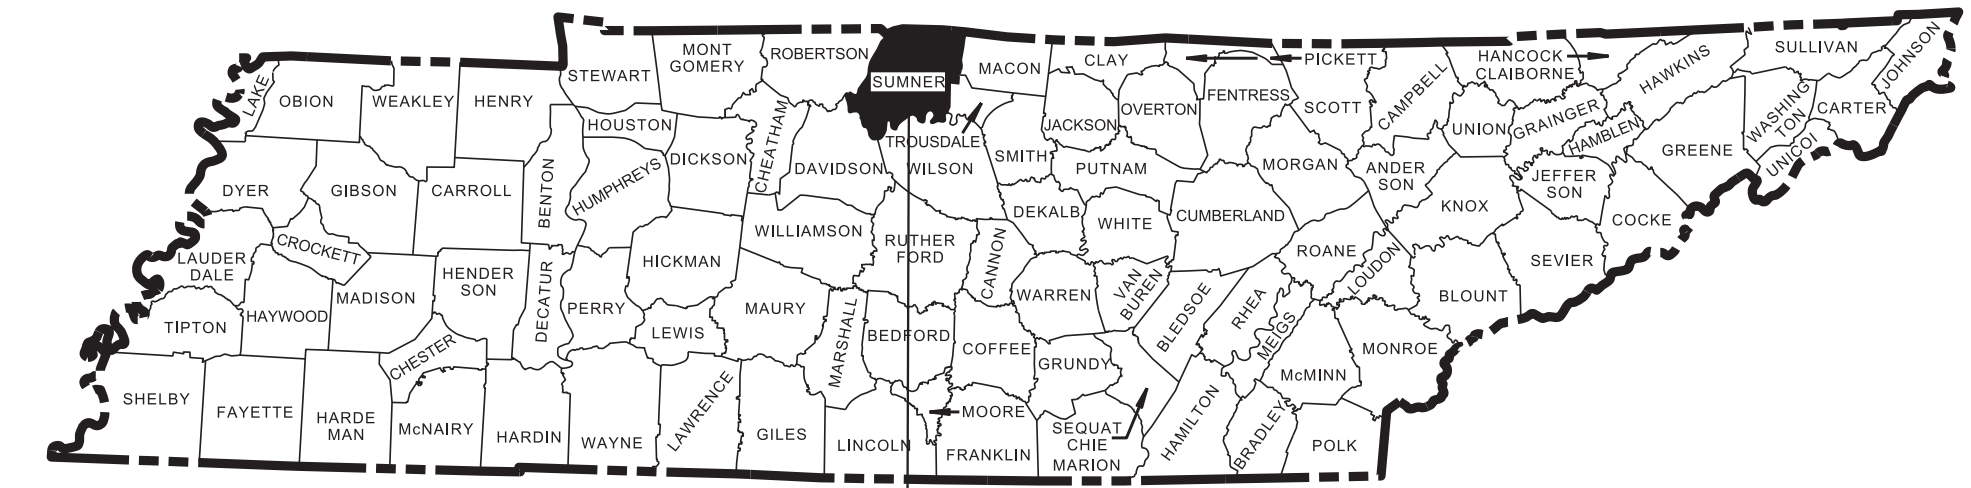 LAKE
OBION
WEAKLEY
HENRY
STEWART
MONT
GOMERY
ROBERTSON
SUMNER
MACON
CLAY
PICKETT
HANCOCK
CLAIBORNE
HAWKINS
SULLIVAN
JOHNSON
HOUSTON
CHEATHAM
TROUSDALE
JACKSON
OVERTON
FENTRESS
SCOTT
CAMPBELL
UNION
GRAINGER
HAMBLEN
WASHING
TON
CARTER
UNICOI
GREENE
DYER
GIBSON
CARROLL
BENTON
HUMPHREYS
DICKSON
DAVIDSON
WILSON
SMITH
PUTNAM
MORGAN
ANDER
SON
JEFFER
SON
KNOX
COCKE
CROCKETT
WILLIAMSON
RUTHER
FORD
CANNON
DEKALB
WHITE
CUMBERLAND
ROANE
LOUDON
SEVIER
BLOUNT
LAUDER
DALE
HAYWOOD
MADISON
HENDER
SON
DECATUR
PERRY
HICKMAN
LEWIS
MAURY
MARSHALL
BEDFORD
COFFEE
WARREN
VAN
BUREN
BLEDSOE
RHEA
MEIGS
MONROE
TIPTON
CHESTER
GRUNDY
McMINN
SHELBY
FAYETTE
HARDE
MAN
McNAIRY
HARDIN
WAYNE
LAWRENCE
GILES
LINCOLN
MOORE
FRANKLIN
SEQUAT
CHIE
MARION
HAMILTON
BRADLEY
POLK